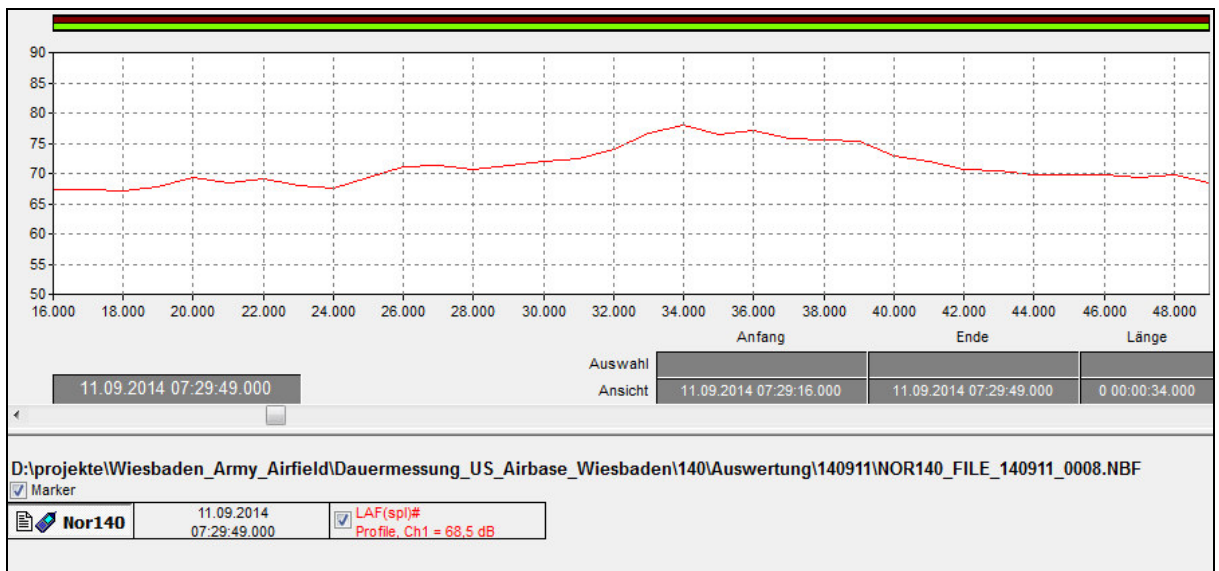 90
85
80
75
70
65
60
55
50
16.000 18.000 20.000 22.000 24.000 26.000 28.000 30.000 32.000 34.000 36.000 38.000 40.000 42.000 44.000 46.000 48.000
Anfang Ende Länge
Auswahl
11.09.2014 07:29:49.000 Ansicht 11.09.2014 07:29:16.000 11.09.2014 07:29:49.000 0 00:00:34.000
D:\projekte\Wiesbaden_Army_Airfield\Dauermessung_US_Airbase_Wiesbaden\140\Auswertung\140911\NOR140_FILE_140911_0008.NBF
Marker
Nor140
11.09.2014
07:29:49.000
LAF(spl)#
Profile, Ch1 = 68,5 dB